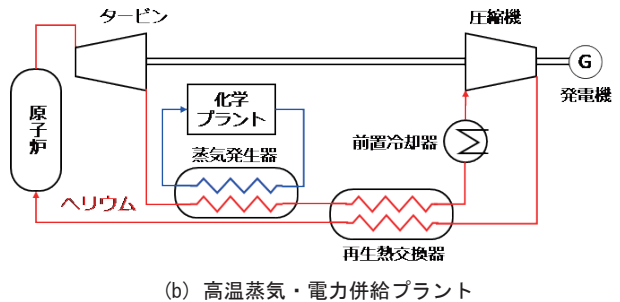 タービン
圧縮機
G
発電機
原子炉
化学
プラント
前置冷却器
蒸気発生器
ヘリウム
再生熱交換器
(b) 高温蒸気・電力併給プラント